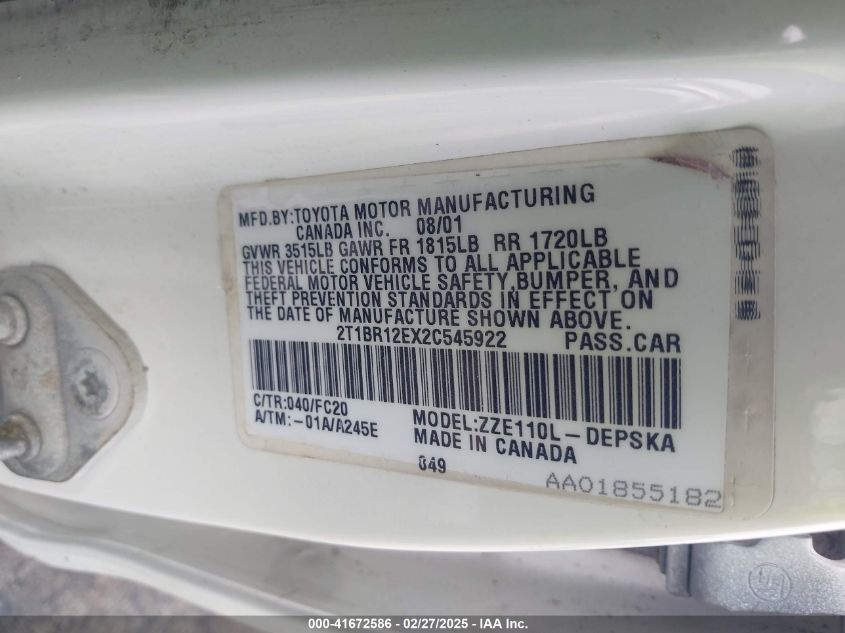 MFD.BY:TOYOTA MOTOR MANUFACTURING
CANADA INC. 08/01
GVWR 3515LB GAWR FR 1815LB RR 1720LB
THIS VEHICLE CONFORMS TO ALL APPLICABLE
FEDERAL MOTOR VEHICLE SAFETY,BUMPER, AND
THEFT PREVENTION STANDARDS IN EFFECT ON
THE DATE OF MANUFACTURE SHOWN ABOVE.
2T1BR12EX2C545922 PASS.CAR
C/TR:040/FC20 MODEL:ZZE110L-DEPSKA
A/TM:-01A/A245E MADE IN CANADA
049
AA01855182
000-41672586 - 02/27/2025 - IAA Inc.